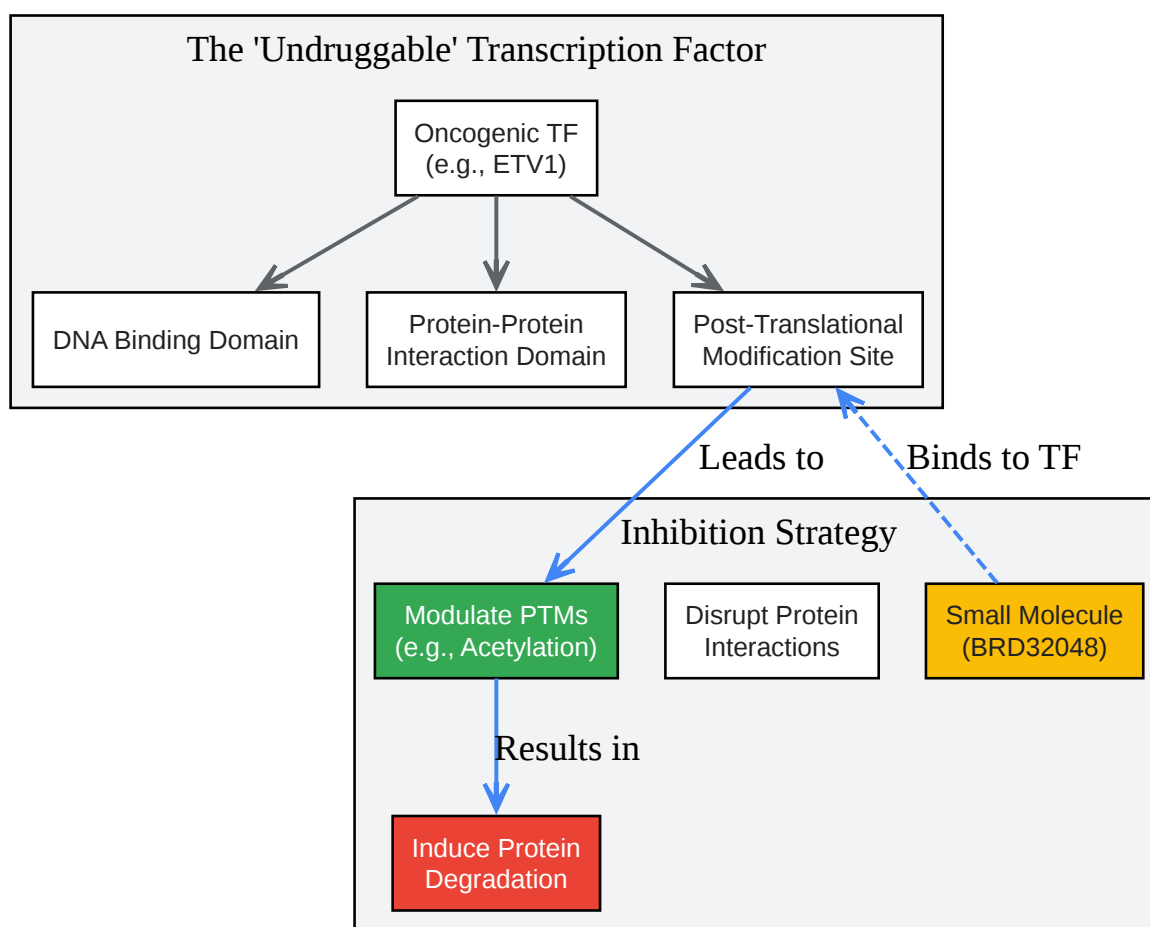 The 'Undruggable' Transcription Factor
Oncogenic TF
(e.g., ETV1)
DNA Binding Domain
Protein-Protein
Interaction Domain
Post-Translational
Modification Site
Leads to
Binds to TF
Inhibition Strategy
Modulate PTMs
(e.g., Acetylation)
Disrupt Protein
Interactions
Small Molecule
(BRD32048)
Results in
Induce Protein
Degradation